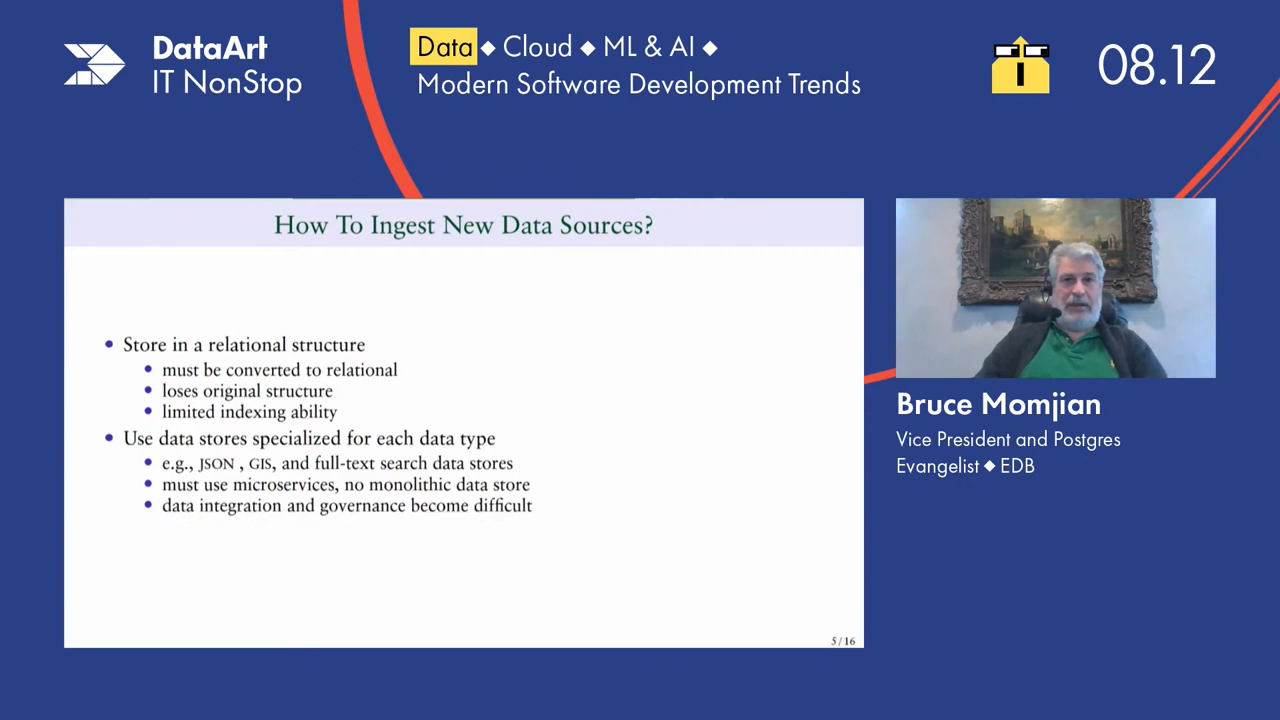 DataArt
IT NonStop
Data ◆ Cloud ◆ ML & AI ◆
Modern Software Development Trends
08.12
How To Ingest New Data Sources?
• Store in a relational structure
• must be converted to relational
• loses original structure
• limited indexing ability
• Use data stores specialized for each data type
• e.g., JSON , GIS, and full-text search data stores
• must use microservices, no monolithic data store
• data integration and governance become difficult
5 / 16
Bruce Momjian
Vice President and Postgres
Evangelist ◆ EDB